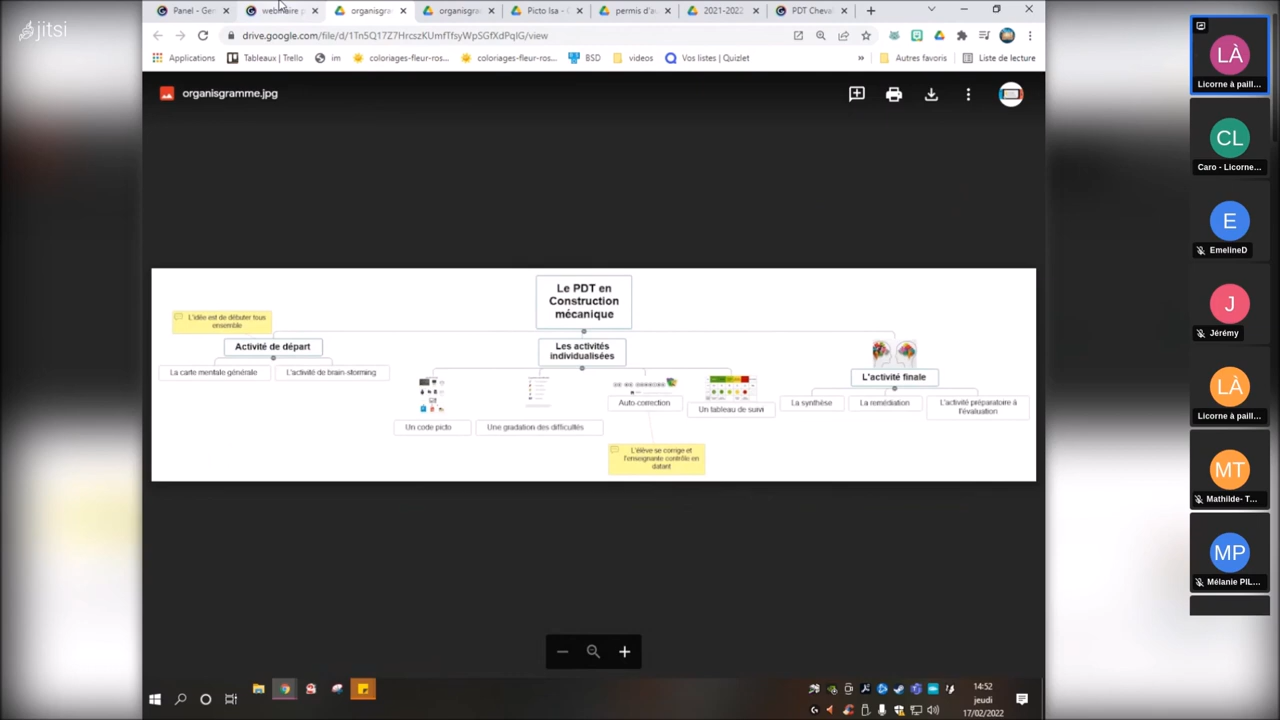 jitsi
Panel - Ge
webinaire p
organisgra
organisgra
Picto Isa -
permis d'a
2021-2022
PDT Cheva
drive.google.com/file/d/1Tn5Q17Z7HrcszKUmfTfsyWpSGfKdPqIG/view
Applications
Tableaux | Trello
im
coloriages-fleur-ros...
coloriages-fleur-ros...
BSD
videos
Vos listes | Quizlet
»
Autres favoris
Liste de lecture
organisgramme.jpg
Le PDT en
Construction
mécanique
L'idée est de débuter tous
ensemble
Activité de départ
La carte mentale générale
L'activité de brain-storming
Les activités
individualisées
Un code picto
Une gradation des difficultés
Auto correction
Un tableau de suivi
L'élève se corrige et
l'enseignante contrôle en
datant
L'activité finale
La synthèse
La remédiation
L'activité préparatoire à
l'évaluation
14:52
jeudi
17/02/2022
LÀ
Licorne à paill...
CL
Caro - Licorne...
E
EmelineD
J
Jérémy
LÀ
Licorne à paill...
MT
Mathilde- T...
MP
Mélanie PIL...